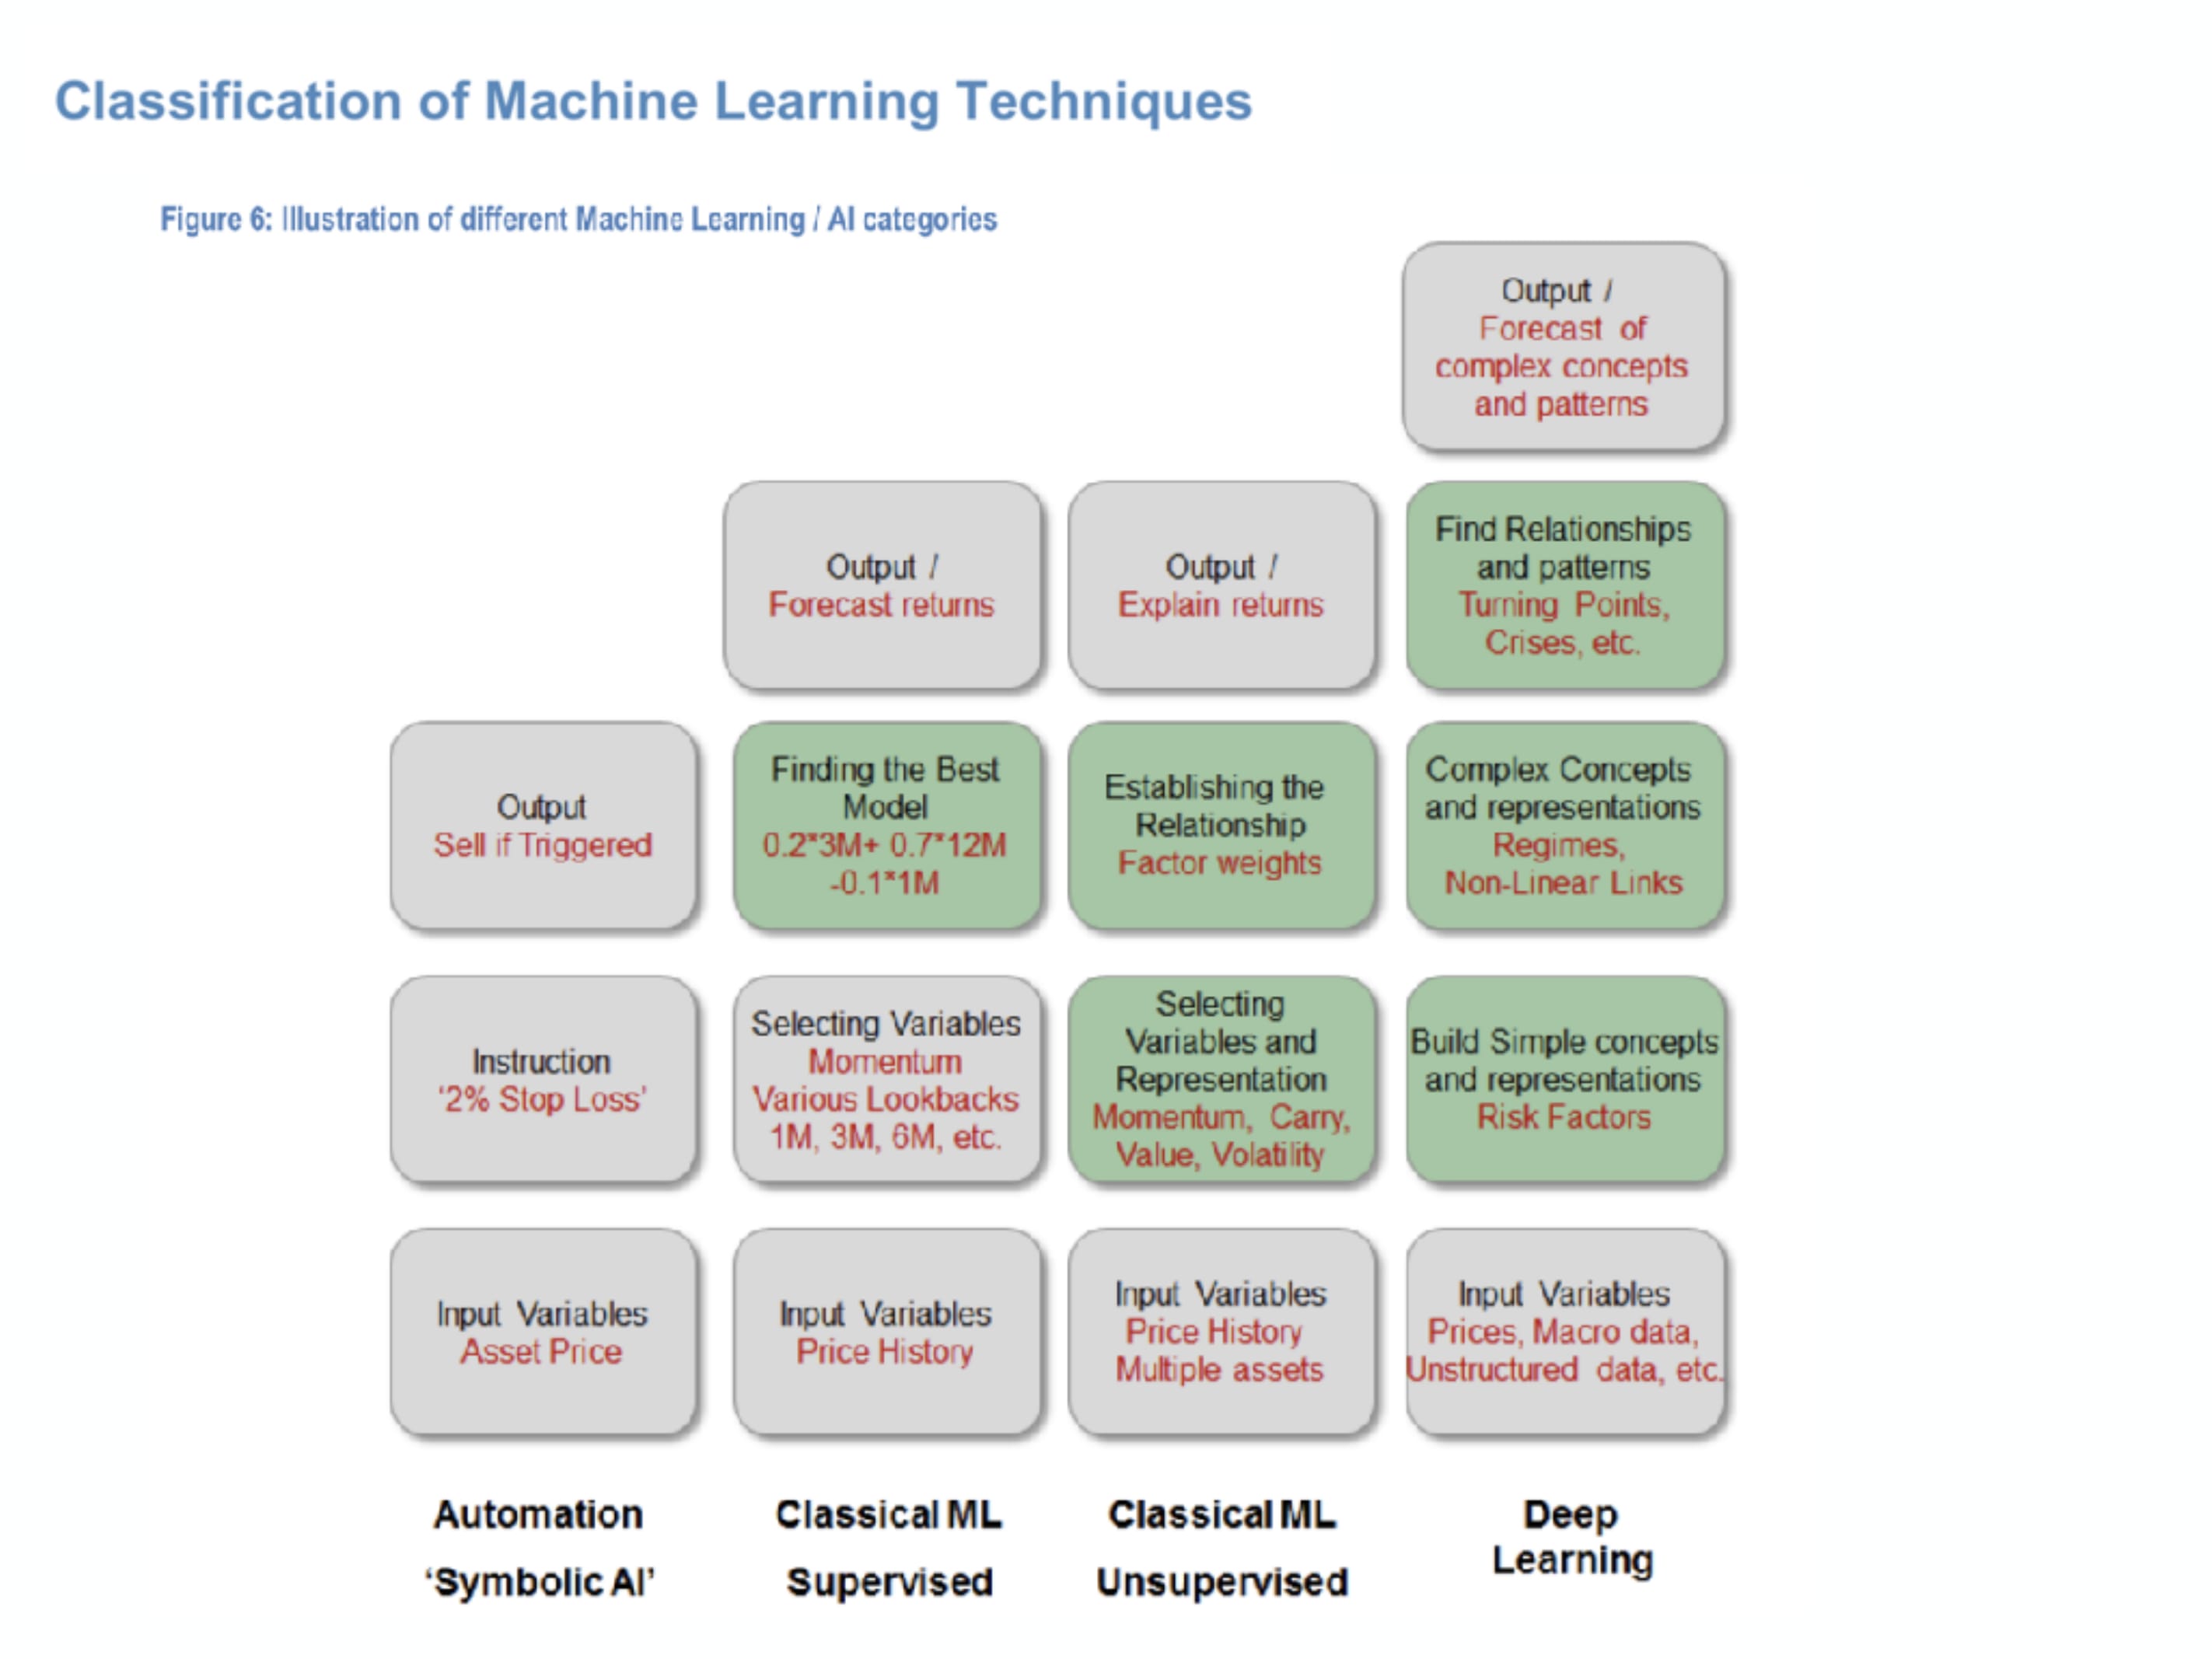 Classification of Machine Learning Techniques
Figure 6: Illustration of different Machine Learning / AI categories
Output /
Forecast of
complex concepts
and patterns
Output /
Forecast returns
Output /
Explain returns
Find Relationships
and patterns
Turning Points,
Crises, etc.
Output
Sell if Triggered
Finding the Best
Model
0.2*3M+ 0.7*12M
-0.1*1M
Establishing the
Relationship
Factor weights
Complex Concepts
and representations
Regimes,
Non-Linear Links
Instruction
‘2% Stop Loss’
Selecting Variables
Momentum
Various Lookbacks
1M, 3M, 6M, etc.
Selecting
Variables and
Representation
Momentum, Carry,
Value, Volatility
Build Simple concepts
and representations
Risk Factors
Input Variables
Asset Price
Input Variables
Price History
Input Variables
Price History
Multiple assets
Input Variables
Prices, Macro data,
Unstructured data, etc.
Automation
‘Symbolic AI’
Classical ML
Supervised
Classical ML
Unsupervised
Deep
Learning